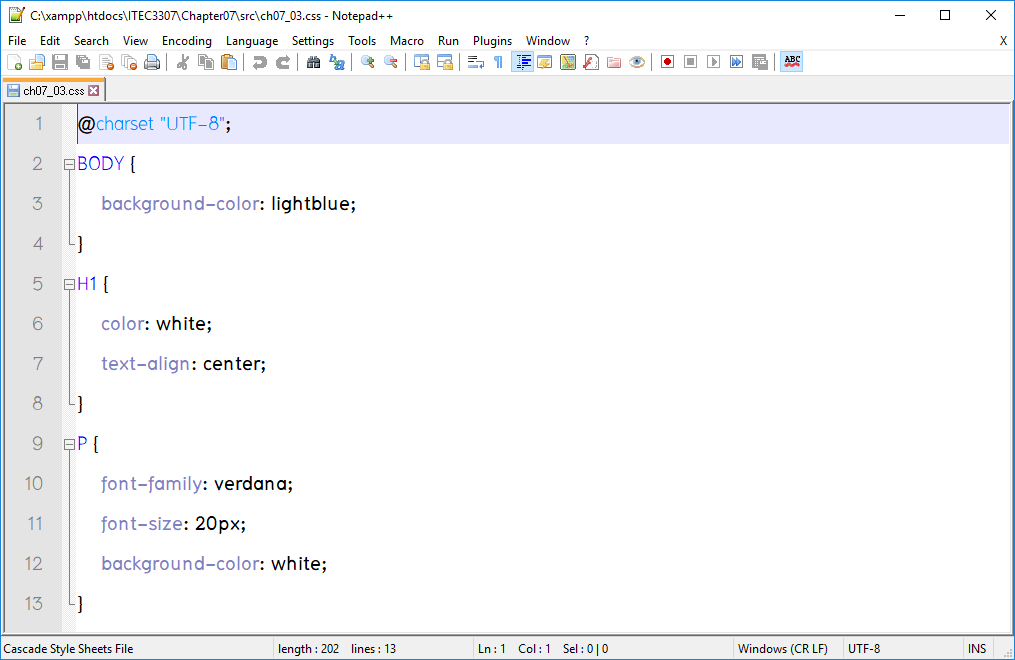 C:\xampp\htdocs\ITEC3307\Chapter07\src\ch07_03.css - Notepad++
File Edit Search View Encoding Language Settings Tools Macro Run Plugins Window ? X
ABC
ch07_03.css
1 @charset "UTF-8";
2 BODY {
3 background-color: lightblue;
4 }
5 H1 {
6 color: white;
7 text-align: center;
8 }
9 P {
10 font-family: verdana;
11 font-size: 20px;
12 background-color: white;
13 }
Cascade Style Sheets File length : 202 lines : 13 Ln : 1 Col : 1 Sel : 0 | 0 Windows (CR LF) UTF-8 INS